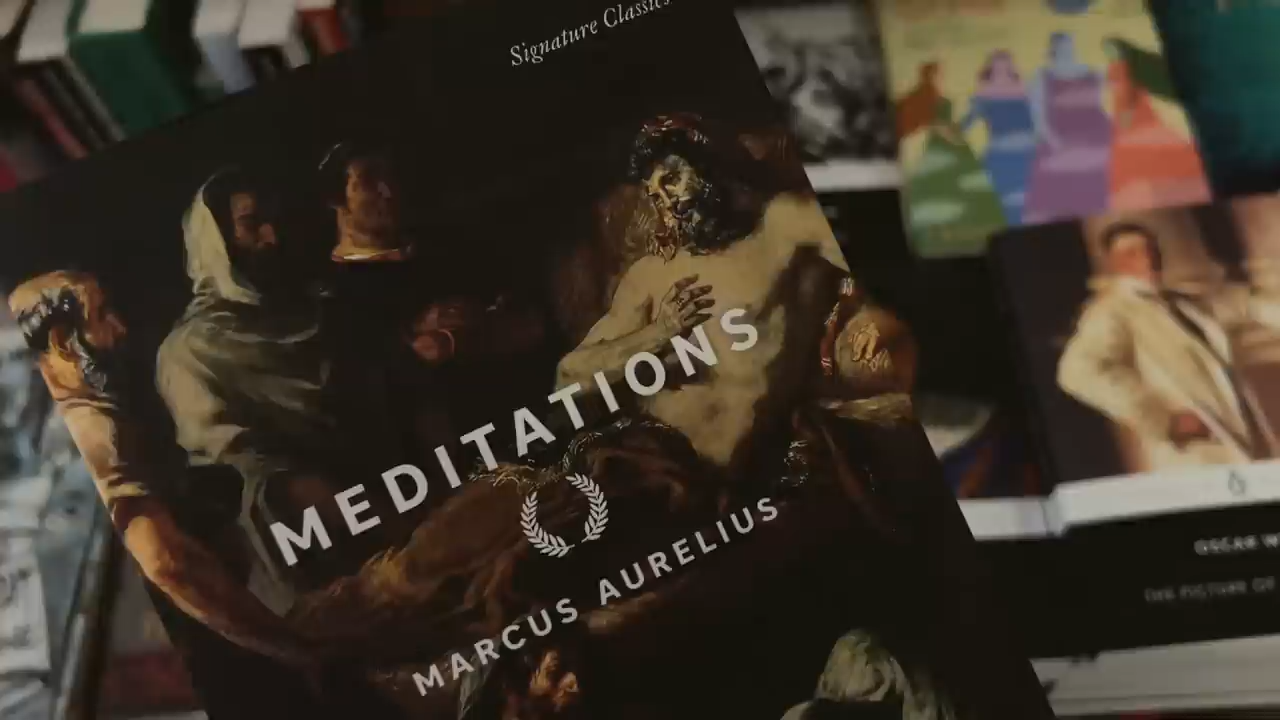 Signature Classics
MEDITATIONS
MARCUS AURELIUS
OSCAR W
THE PICTURE OF